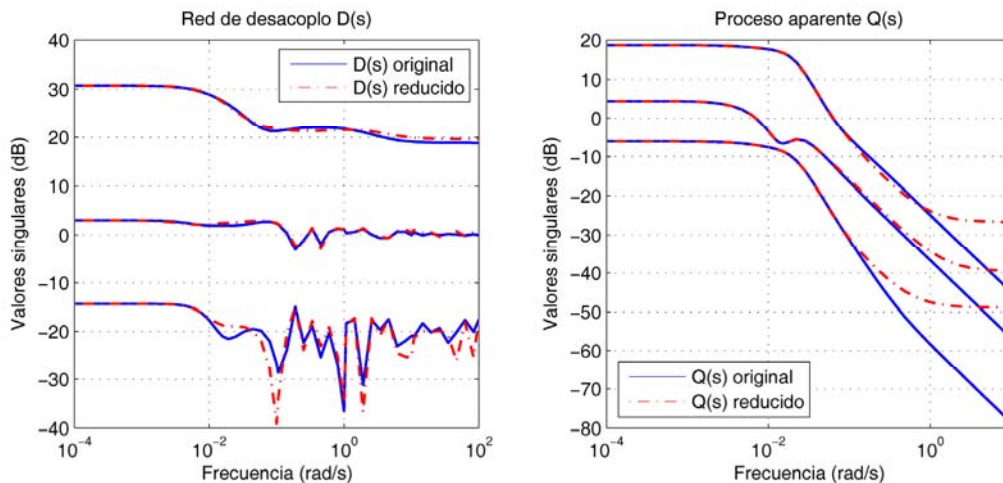 Red de desacoplo D(s)
40
30
20
10
0
−10
−20
−30
−40
Valores singulares (dB)
D(s) original
D(s) reducido
10^-4
10^-2
10^0
10^2
Frecuencia (rad/s)
Proceso aparente Q(s)
20
10
0
−10
−20
−30
−40
−50
−60
−70
−80
Valores singulares (dB)
Q(s) original
Q(s) reducido
10^-4
10^-2
10^0
Frecuencia (rad/s)